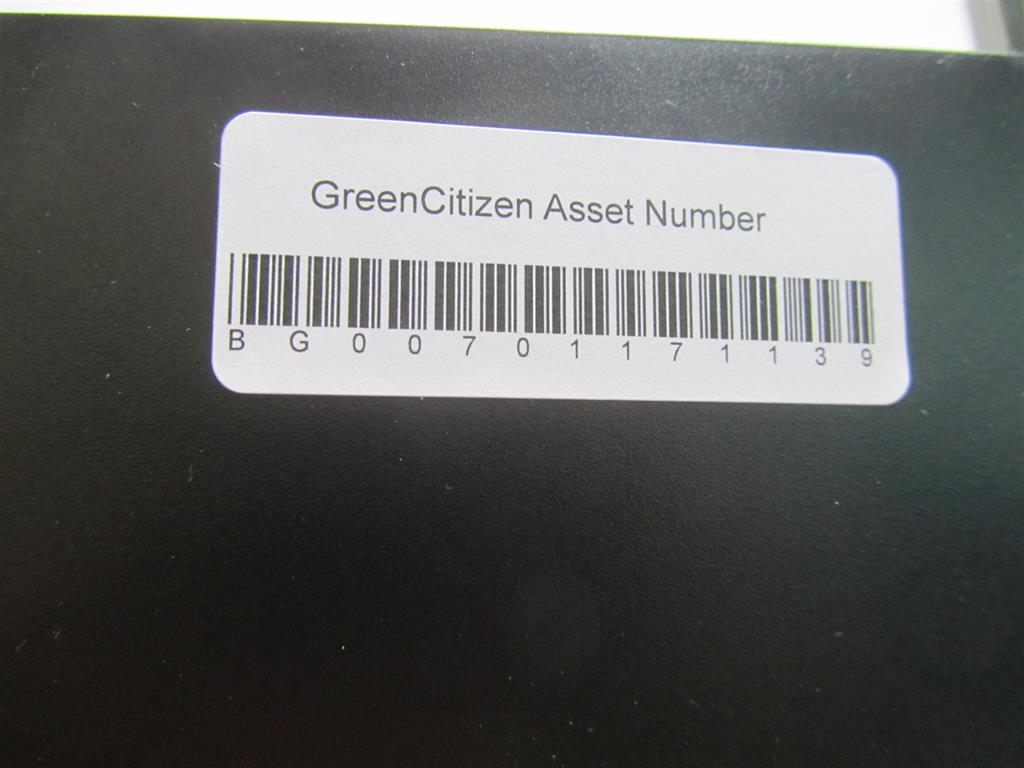 GreenCitizen Asset Number
B G 0 0 7 0 1 1 7 1 1 3 9